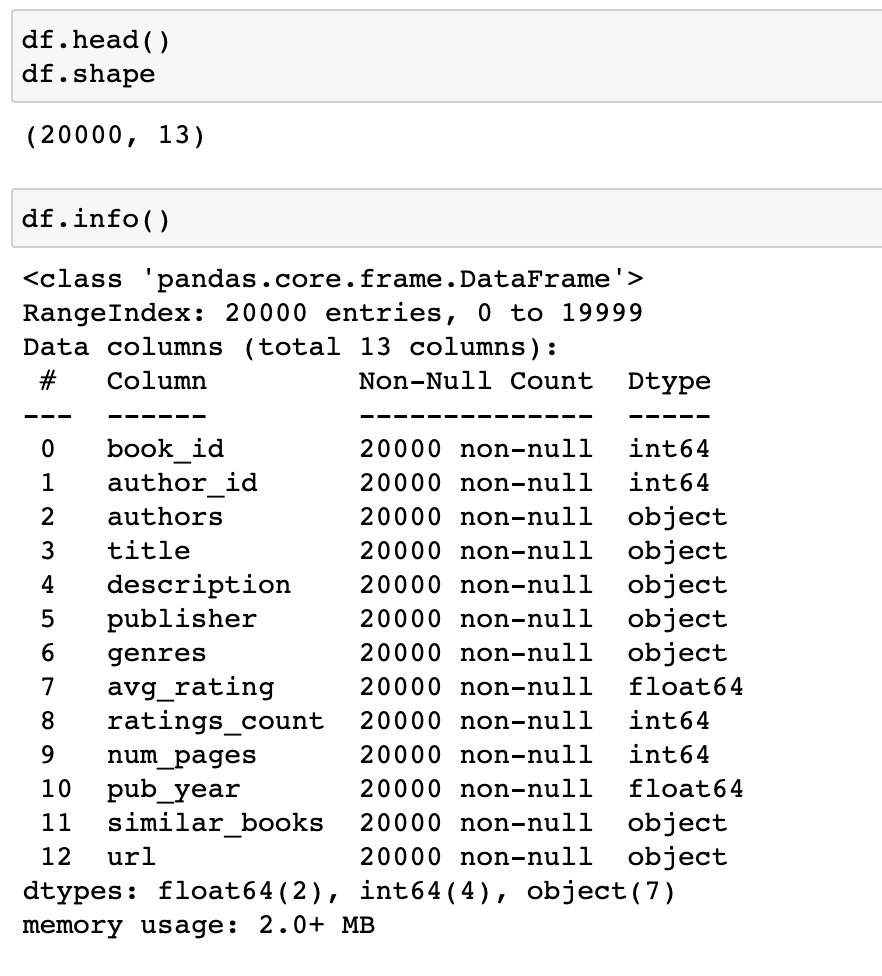 df.head()
df.shape
(20000, 13)
df.info()
<class 'pandas.core.frame.DataFrame'>
RangeIndex: 20000 entries, 0 to 19999
Data columns (total 13 columns):
 #   Column          Non-Null Count  Dtype
---  ------          --------------  -----
 0   book_id         20000 non-null  int64
 1   author_id       20000 non-null  int64
 2   authors         20000 non-null  object
 3   title           20000 non-null  object
 4   description     20000 non-null  object
 5   publisher       20000 non-null  object
 6   genres          20000 non-null  object
 7   avg_rating      20000 non-null  float64
 8   ratings_count   20000 non-null  int64
 9   num_pages       20000 non-null  int64
 10  pub_year        20000 non-null  float64
 11  similar_books   20000 non-null  object
 12  url             20000 non-null  object
dtypes: float64(2), int64(4), object(7)
memory usage: 2.0+ MB